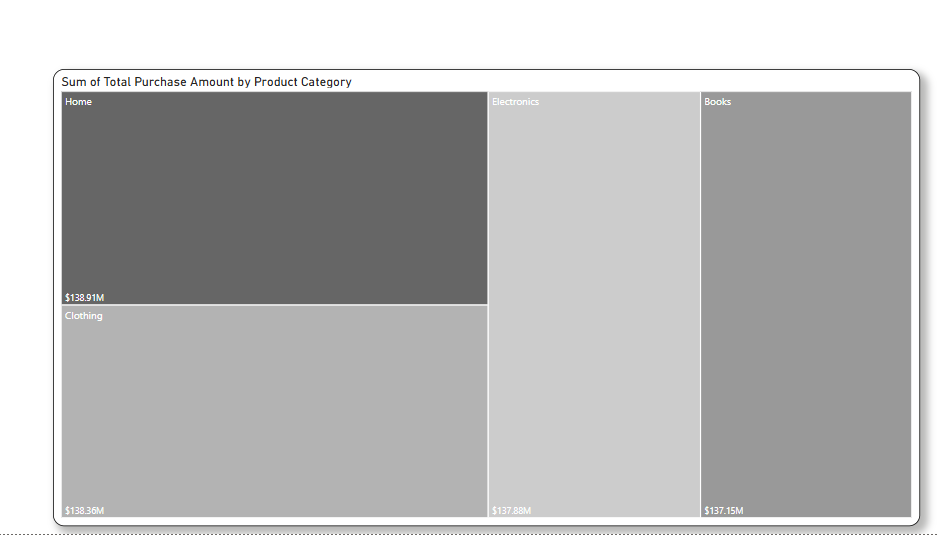 Sum of Total Purchase Amount by Product Category
Home
$138.91M
Clothing
$138.36M
Electronics
$137.88M
Books
$137.15M